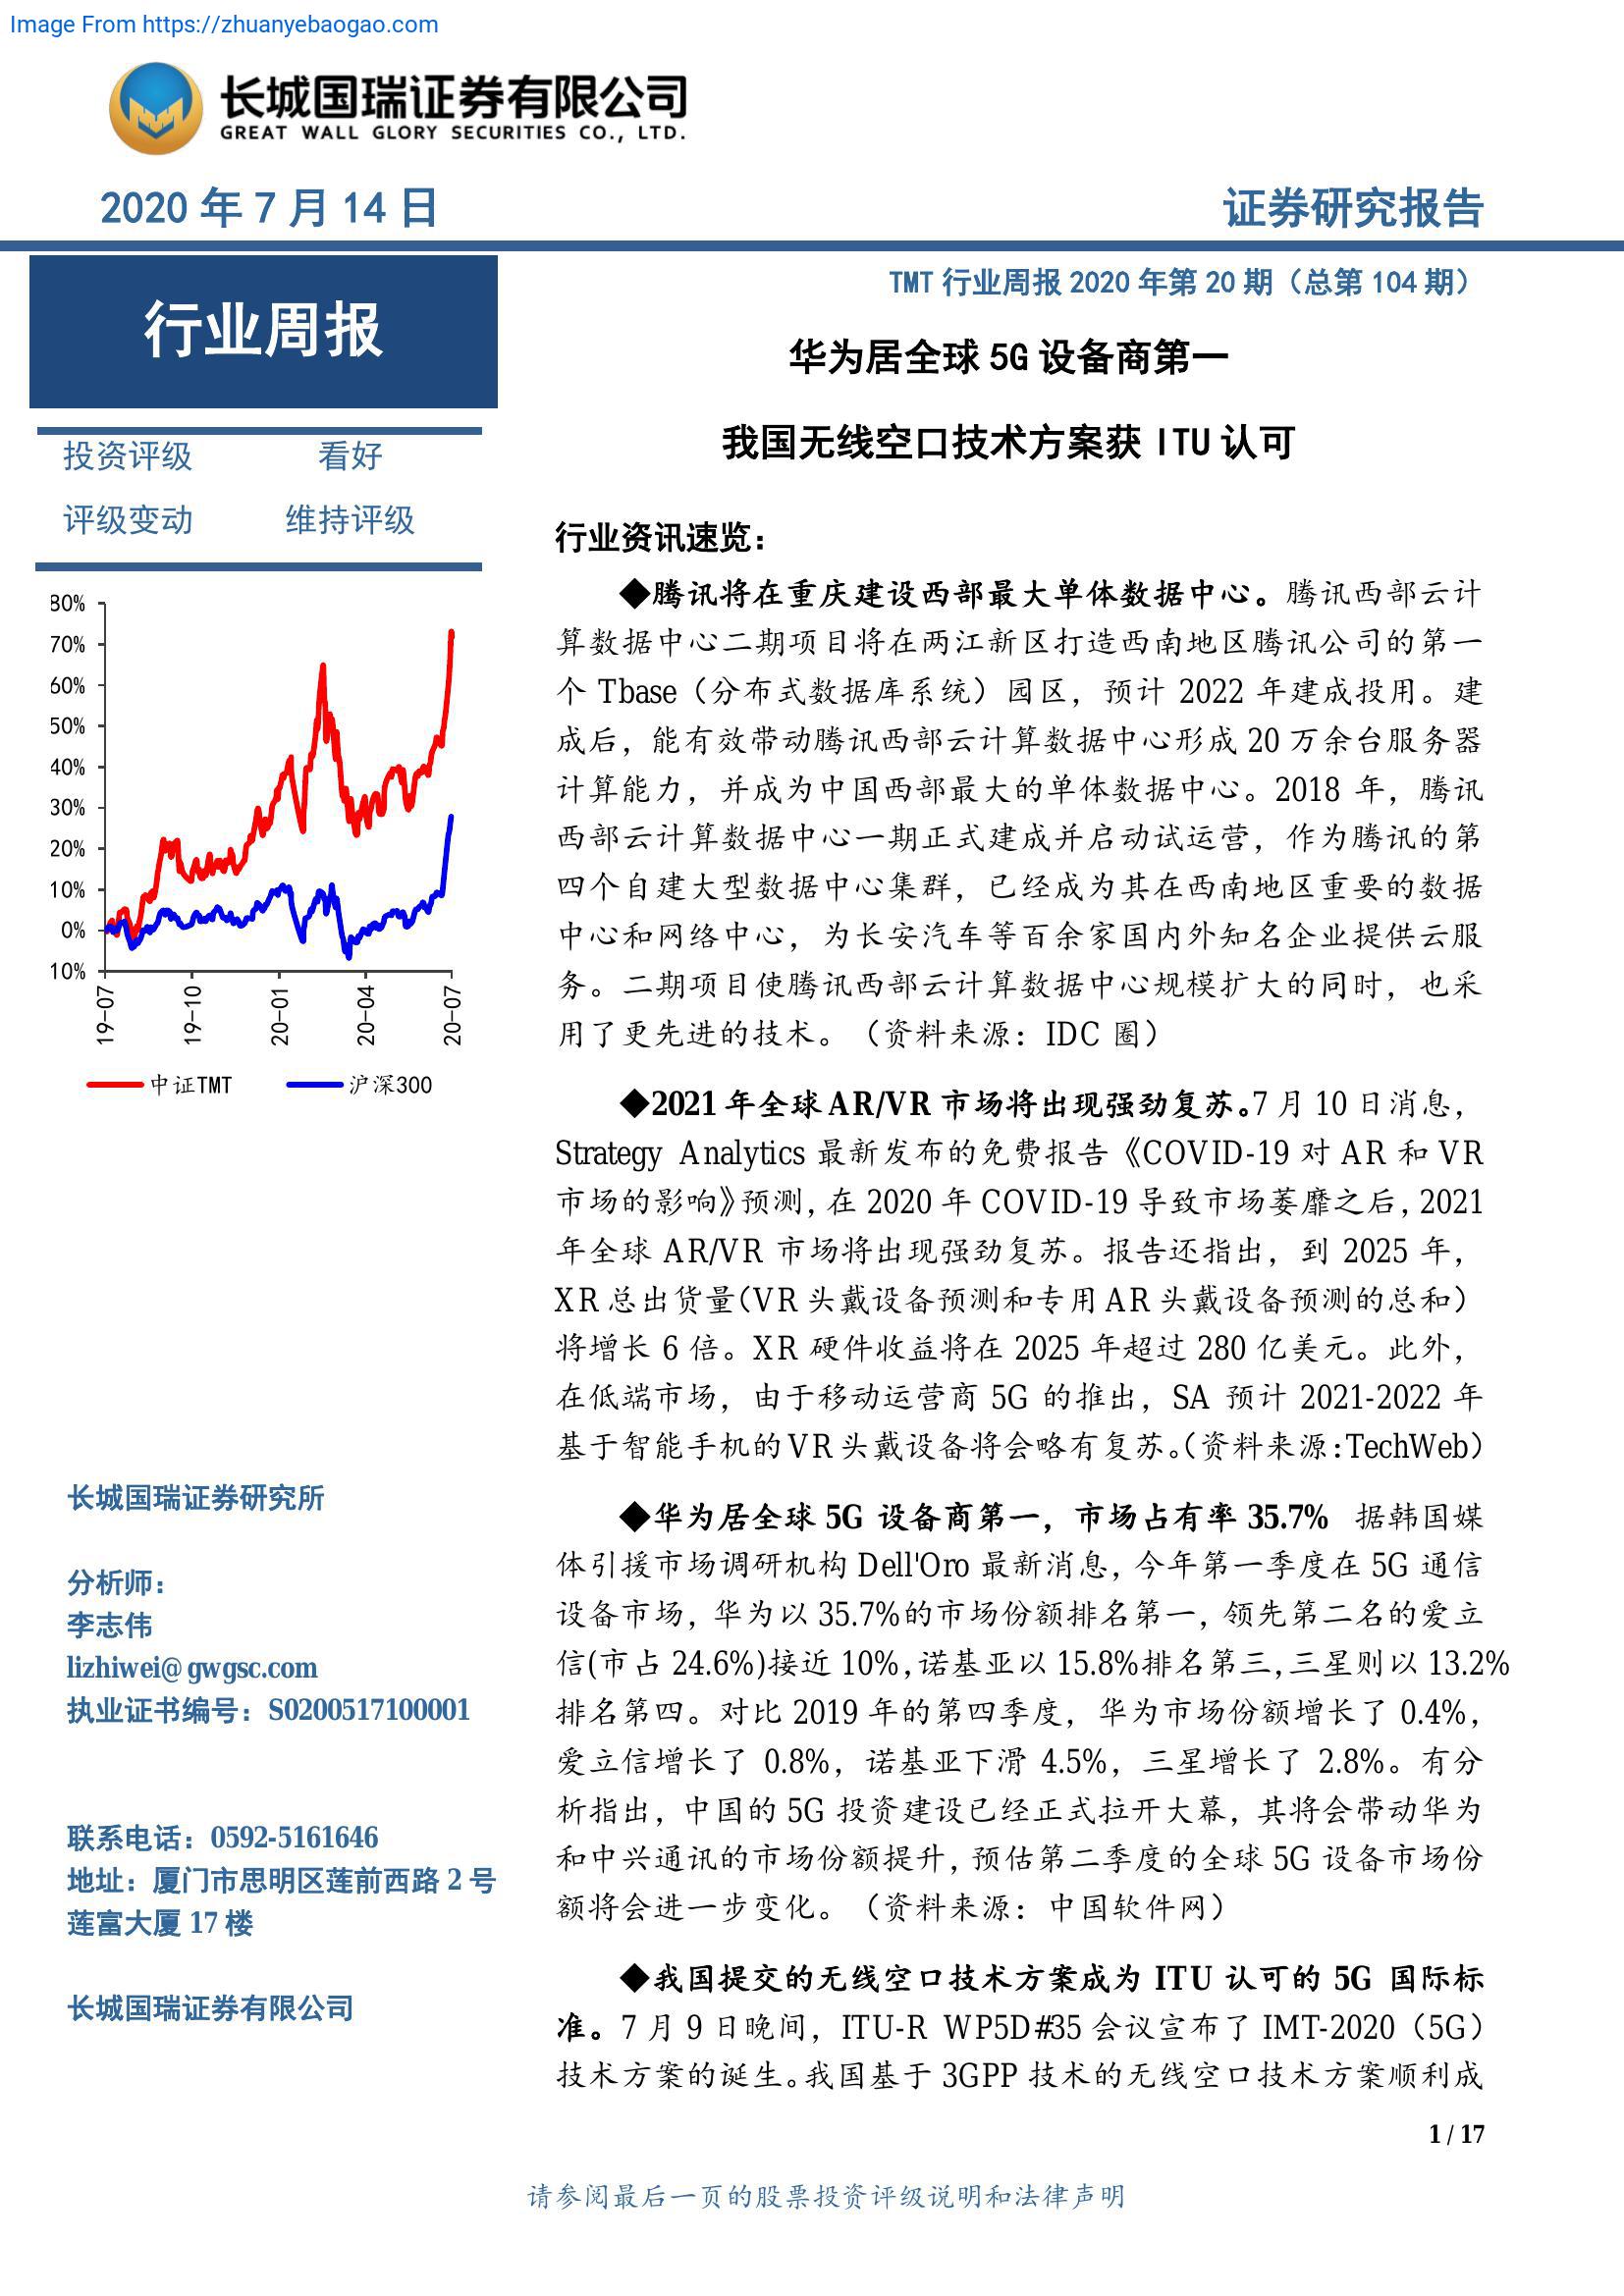 Image From https://zhuanyebaogao.com
长城国瑞证券有限公司
GREAT WALL GLORY SECURITIES CO., LTD.
2020 年 7 月 14 日
证券研究报告
行业周报
投资评级 看好
评级变动 维持评级
80%
70%
60%
50%
40%
30%
20%
10%
0%
10%
19-07
19-10
20-01
20-04
20-07
中证TMT 沪深300
长城国瑞证券研究所
分析师：
李志伟
lizhiwei@gwgsc.com
执业证书编号：S0200517100001
联系电话：0592-5161646
地址：厦门市思明区莲前西路 2 号
莲富大厦 17 楼
长城国瑞证券有限公司
TMT 行业周报 2020 年第 20 期（总第 104 期）
华为居全球 5G 设备商第一
我国无线空口技术方案获 ITU 认可
行业资讯速览：
◆腾讯将在重庆建设西部最大单体数据中心。腾讯西部云计
算数据中心二期项目将在两江新区打造西南地区腾讯公司的第一
个 Tbase（分布式数据库系统）园区，预计 2022 年建成投用。建
成后，能有效带动腾讯西部云计算数据中心形成 20 万余台服务器
计算能力，并成为中国西部最大的单体数据中心。2018 年，腾讯
西部云计算数据中心一期正式建成并启动试运营，作为腾讯的第
四个自建大型数据中心集群，已经成为其在西南地区重要的数据
中心和网络中心，为长安汽车等百余家国内外知名企业提供云服
务。二期项目使腾讯西部云计算数据中心规模扩大的同时，也采
用了更先进的技术。（资料来源：IDC 圈）
◆2021 年全球 AR/VR 市场将出现强劲复苏。7 月 10 日消息，
Strategy Analytics 最新发布的免费报告《COVID-19 对 AR 和 VR
市场的影响》预测，在 2020 年 COVID-19 导致市场萎靡之后，2021
年全球 AR/VR 市场将出现强劲复苏。报告还指出，到 2025 年，
XR 总出货量（VR 头戴设备预测和专用 AR 头戴设备预测的总和）
将增长 6 倍。XR 硬件收益将在 2025 年超过 280 亿美元。此外，
在低端市场，由于移动运营商 5G 的推出，SA 预计 2021-2022 年
基于智能手机的 VR 头戴设备将会略有复苏。（资料来源：TechWeb）
◆华为居全球 5G 设备商第一，市场占有率 35.7% 据韩国媒
体引援市场调研机构 Dell'Oro 最新消息，今年第一季度在 5G 通信
设备市场，华为以 35.7%的市场份额排名第一，领先第二名的爱立
信(市占 24.6%)接近 10%，诺基亚以 15.8%排名第三，三星则以 13.2%
排名第四。对比 2019 年的第四季度，华为市场份额增长了 0.4%，
爱立信增长了 0.8%，诺基亚下滑 4.5%，三星增长了 2.8%。有分
析指出，中国的 5G 投资建设已经正式拉开大幕，其将会带动华为
和中兴通讯的市场份额提升，预估第二季度的全球 5G 设备市场份
额将会进一步变化。（资料来源：中国软件网）
◆我国提交的无线空口技术方案成为 ITU 认可的 5G 国际标
准。7 月 9 日晚间，ITU-R WP5D#35 会议宣布了 IMT-2020（5G）
技术方案的诞生。我国基于 3GPP 技术的无线空口技术方案顺利成
1 / 17
请参阅最后一页的股票投资评级说明和法律声明